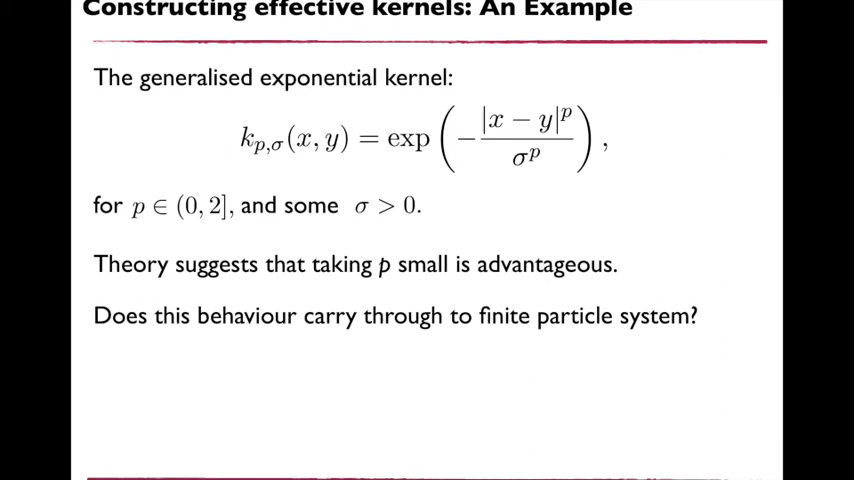 Constructing effective kernels: An Example
The generalised exponential kernel:
k_{p,σ}(x, y) = exp(−|x − y|^p / σ^p),
for p ∈ (0, 2], and some σ > 0.
Theory suggests that taking p small is advantageous.
Does this behaviour carry through to finite particle system?